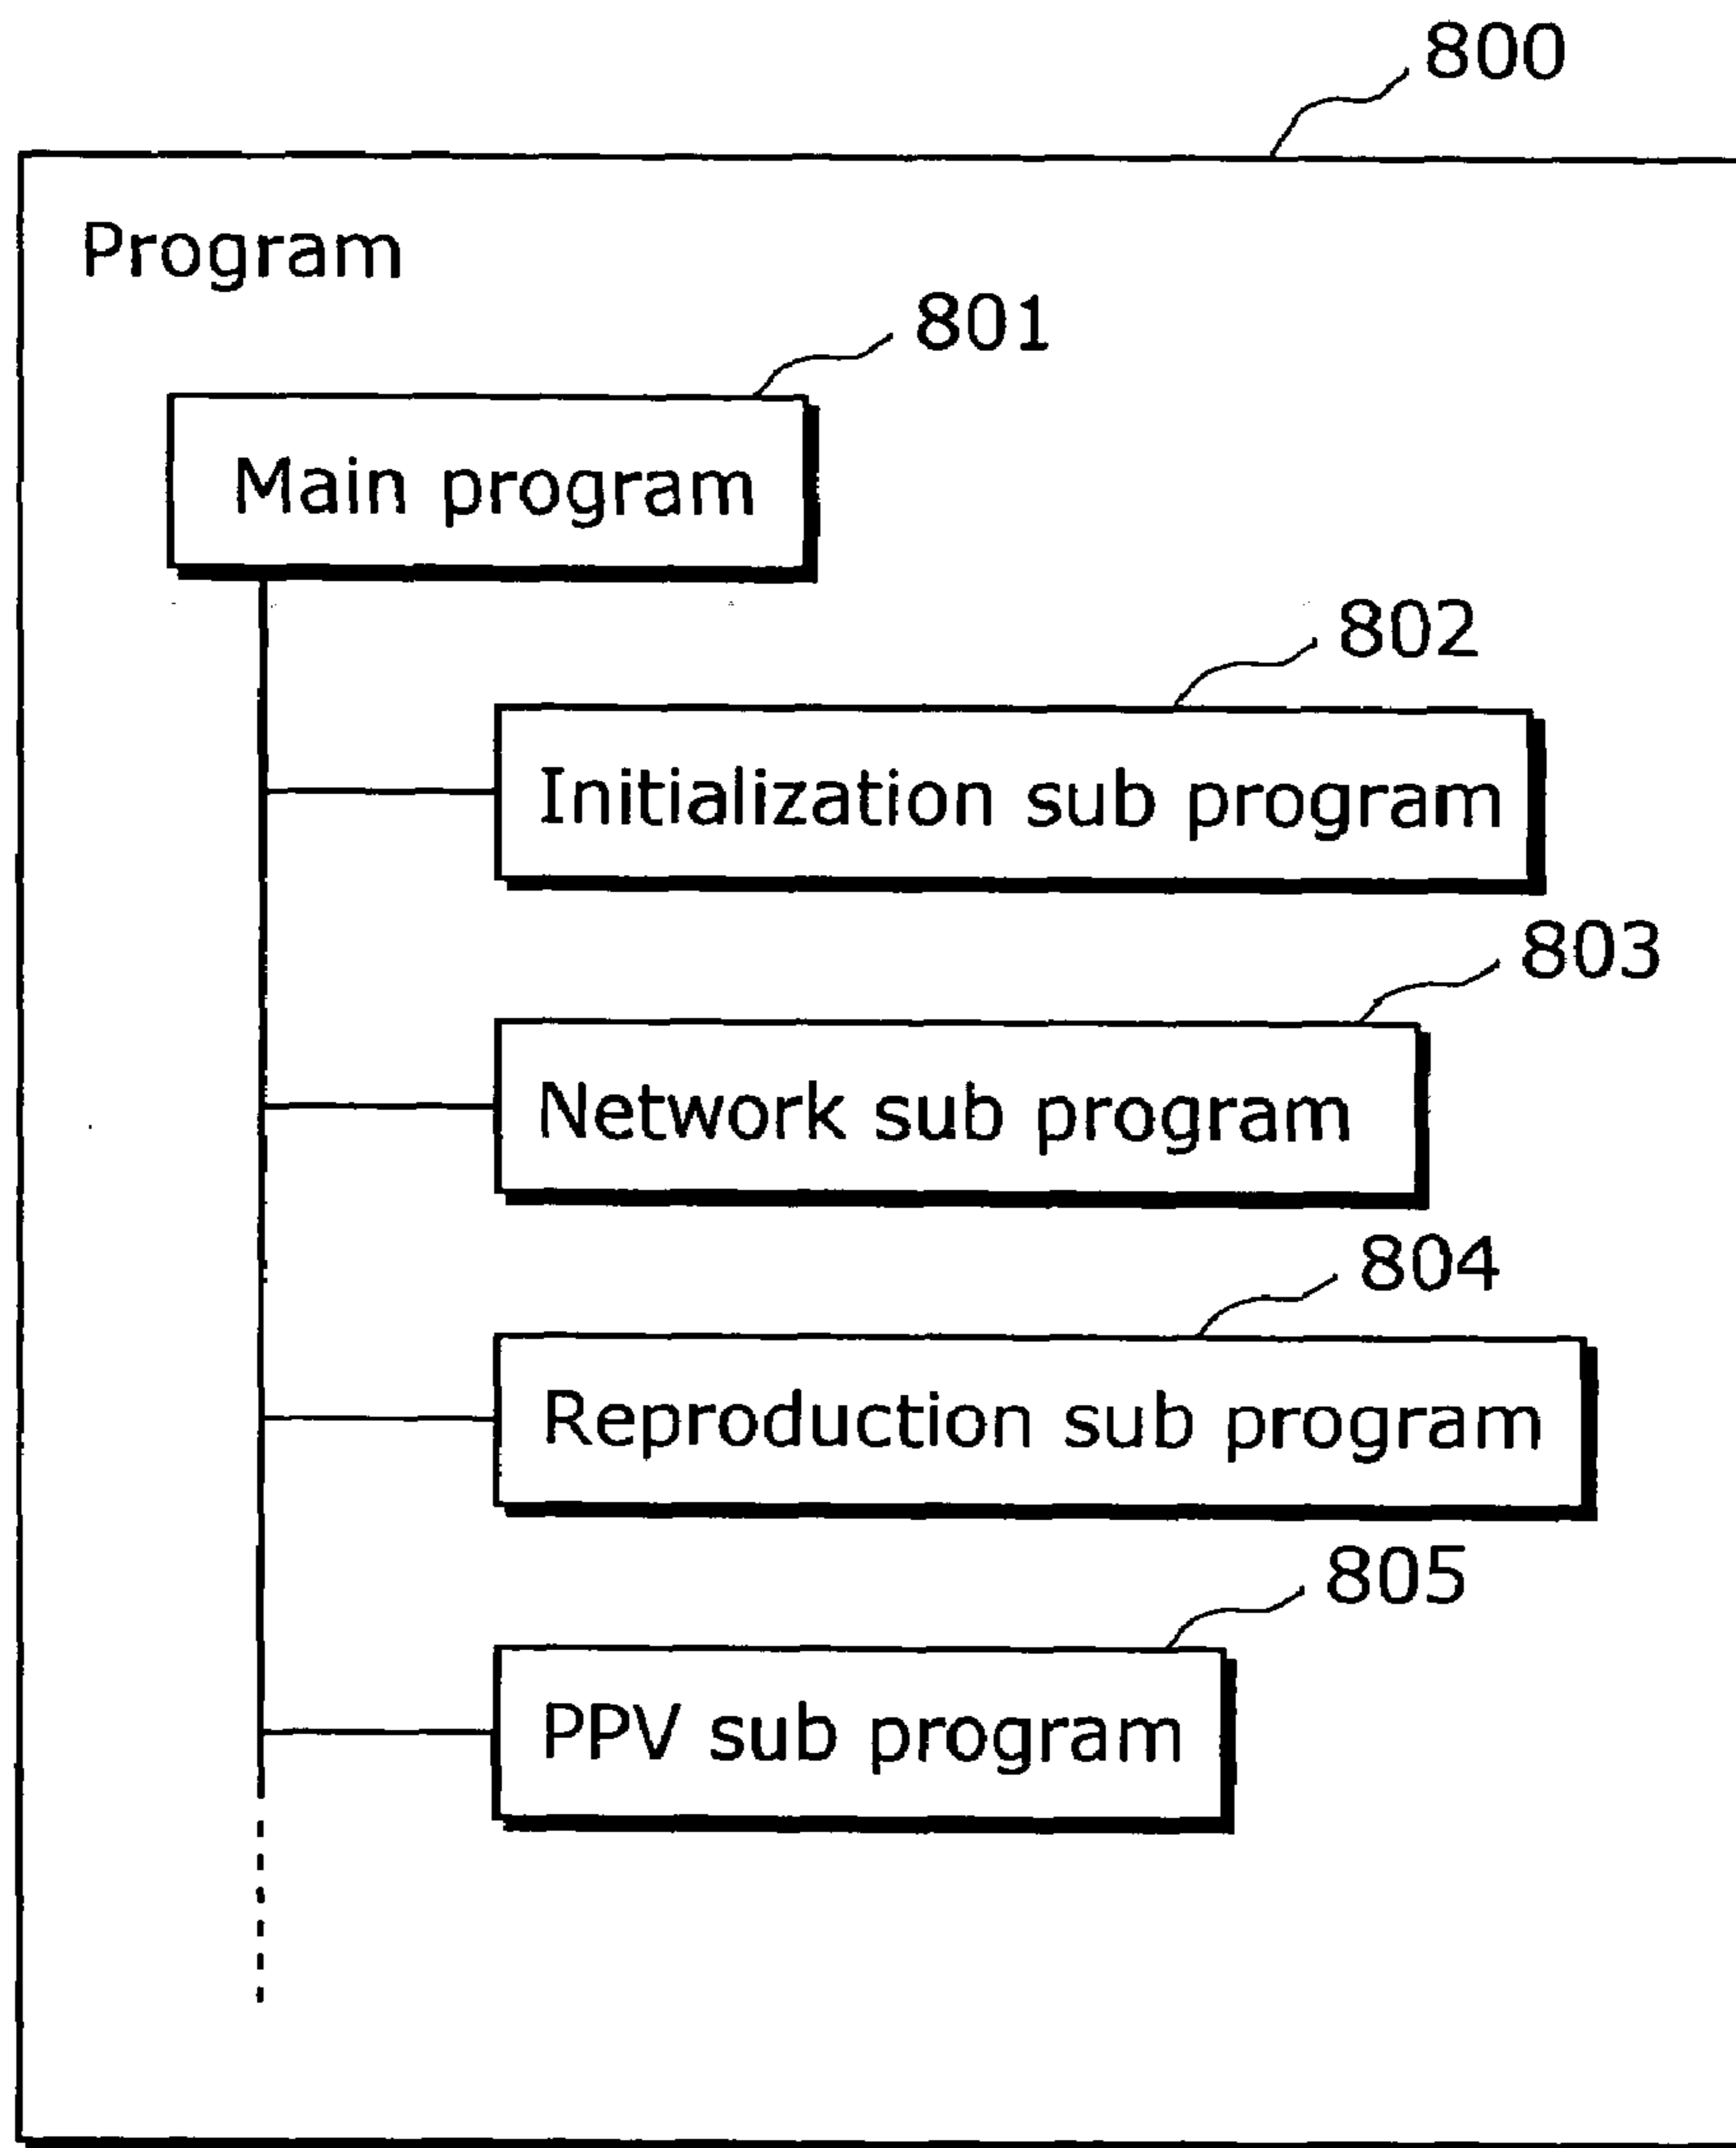 800
Program
801
Main program
802
Initialization sub program
803
Network sub program
804
Reproduction sub program
805
PPV sub program